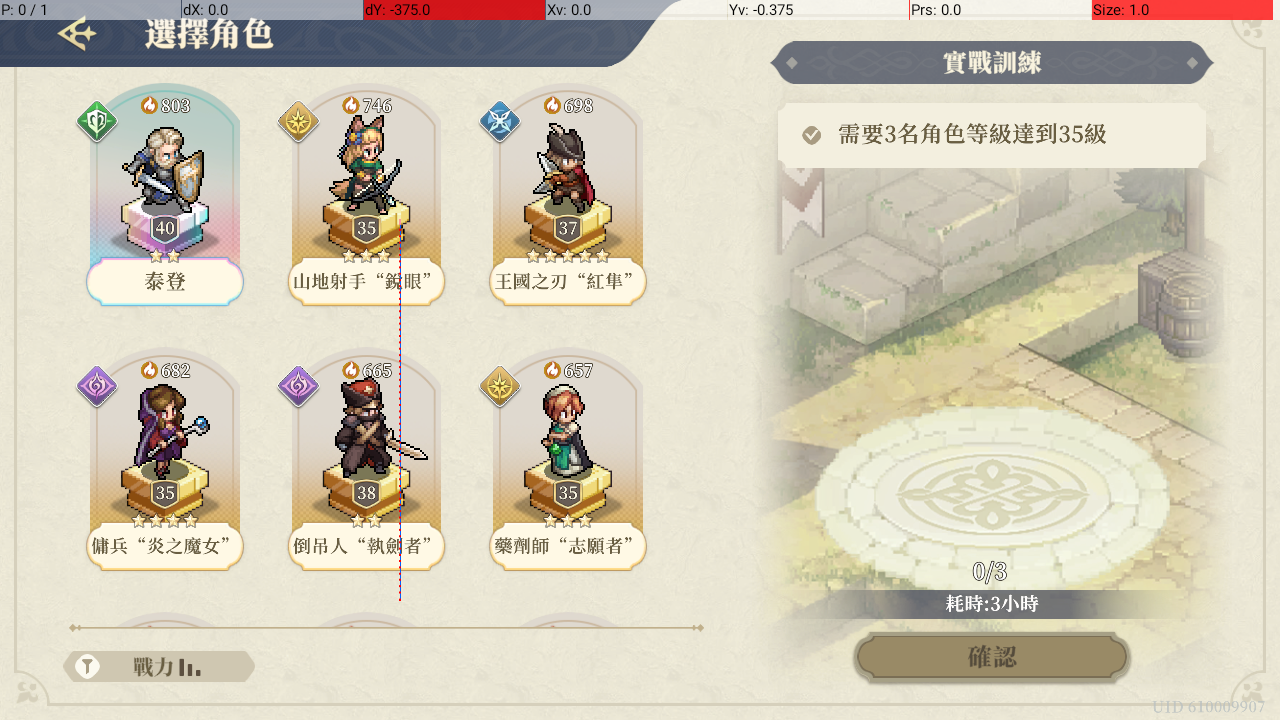 P: 0 / 1 dX: 0.0 dY: -375.0 Xv: 0.0 Yv: -0.375 Prs: 0.0 Size: 1.0
選擇角色
實戰訓練
需要3名角色等級達到35級
803 746 698
40 35 37
泰登 山地射手“銳眼” 王國之刃“紅隼”
682 665 657
35 38 35
傭兵“炎之魔女” 倒吊人“執劍者” 藥劑師“志願者”
0/3
耗時:3小時
戰力
確認
UID 610009907